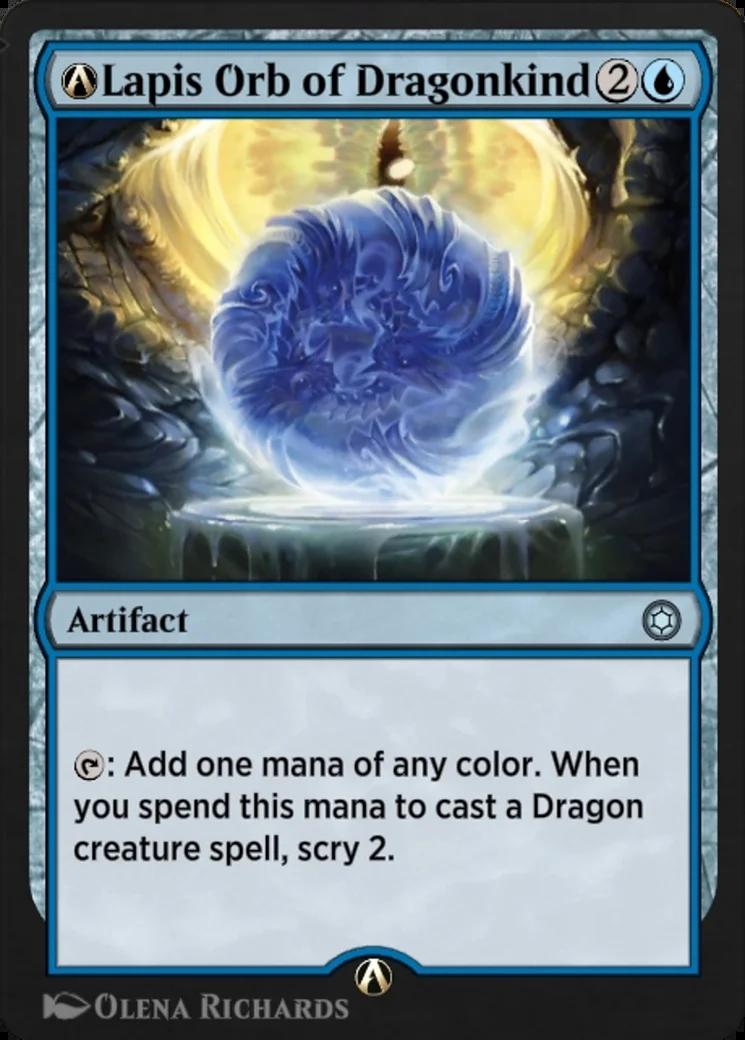 Lapis Orb of Dragonkind 2
Artifact
: Add one mana of any color. When
you spend this mana to cast a Dragon
creature spell, scry 2.
Olena Richards